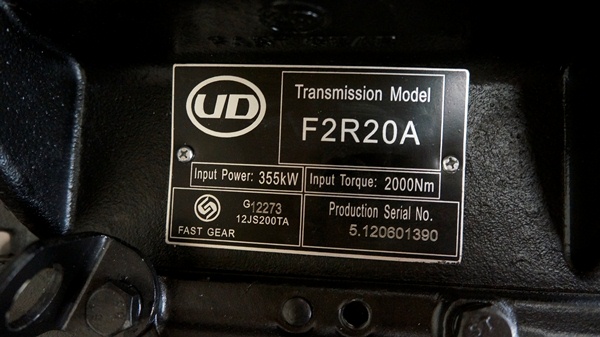 UD
Transmission Model
F2R20A
Input Power: 355kW
Input Torque: 2000Nm
G12273
12JS200TA
FAST GEAR
Production Serial No.
5.120601390